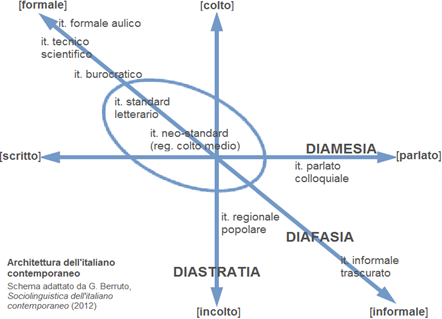 [formale]
[colto]
it. formale aulico
it. tecnico
scientifico
it. burocratico
it. standard
letterario
it. neo-standard
(reg. colto medio)
DIAMESIA
[scritto]
[parlato]
it. parlato
colloquiale
it. regionale
popolare
DIAFASIA
Architettura dell'italiano
contemporaneo
Schema adattato da G. Berruto,
Sociolinguistica dell'italiano
contemporaneo (2012)
DIASTRATIA
it. informale
trascurato
[incolto]
[informale]